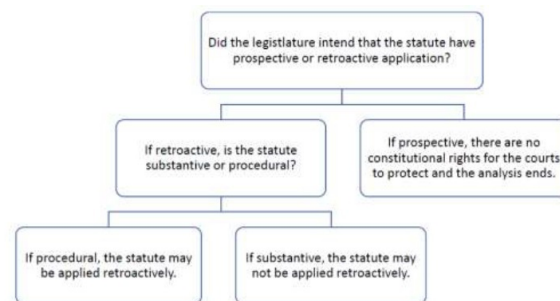 Did the legistlature intend that the statute have
prospective or retroactive application?
If retroactive, is the statute
substantive or procedural?
If prospective, there are no
constitutional rights for the courts
to protect and the analysis ends.
If procedural, the statute may
be applied retroactively.
If substantive, the statute may
not be applied retroactively.